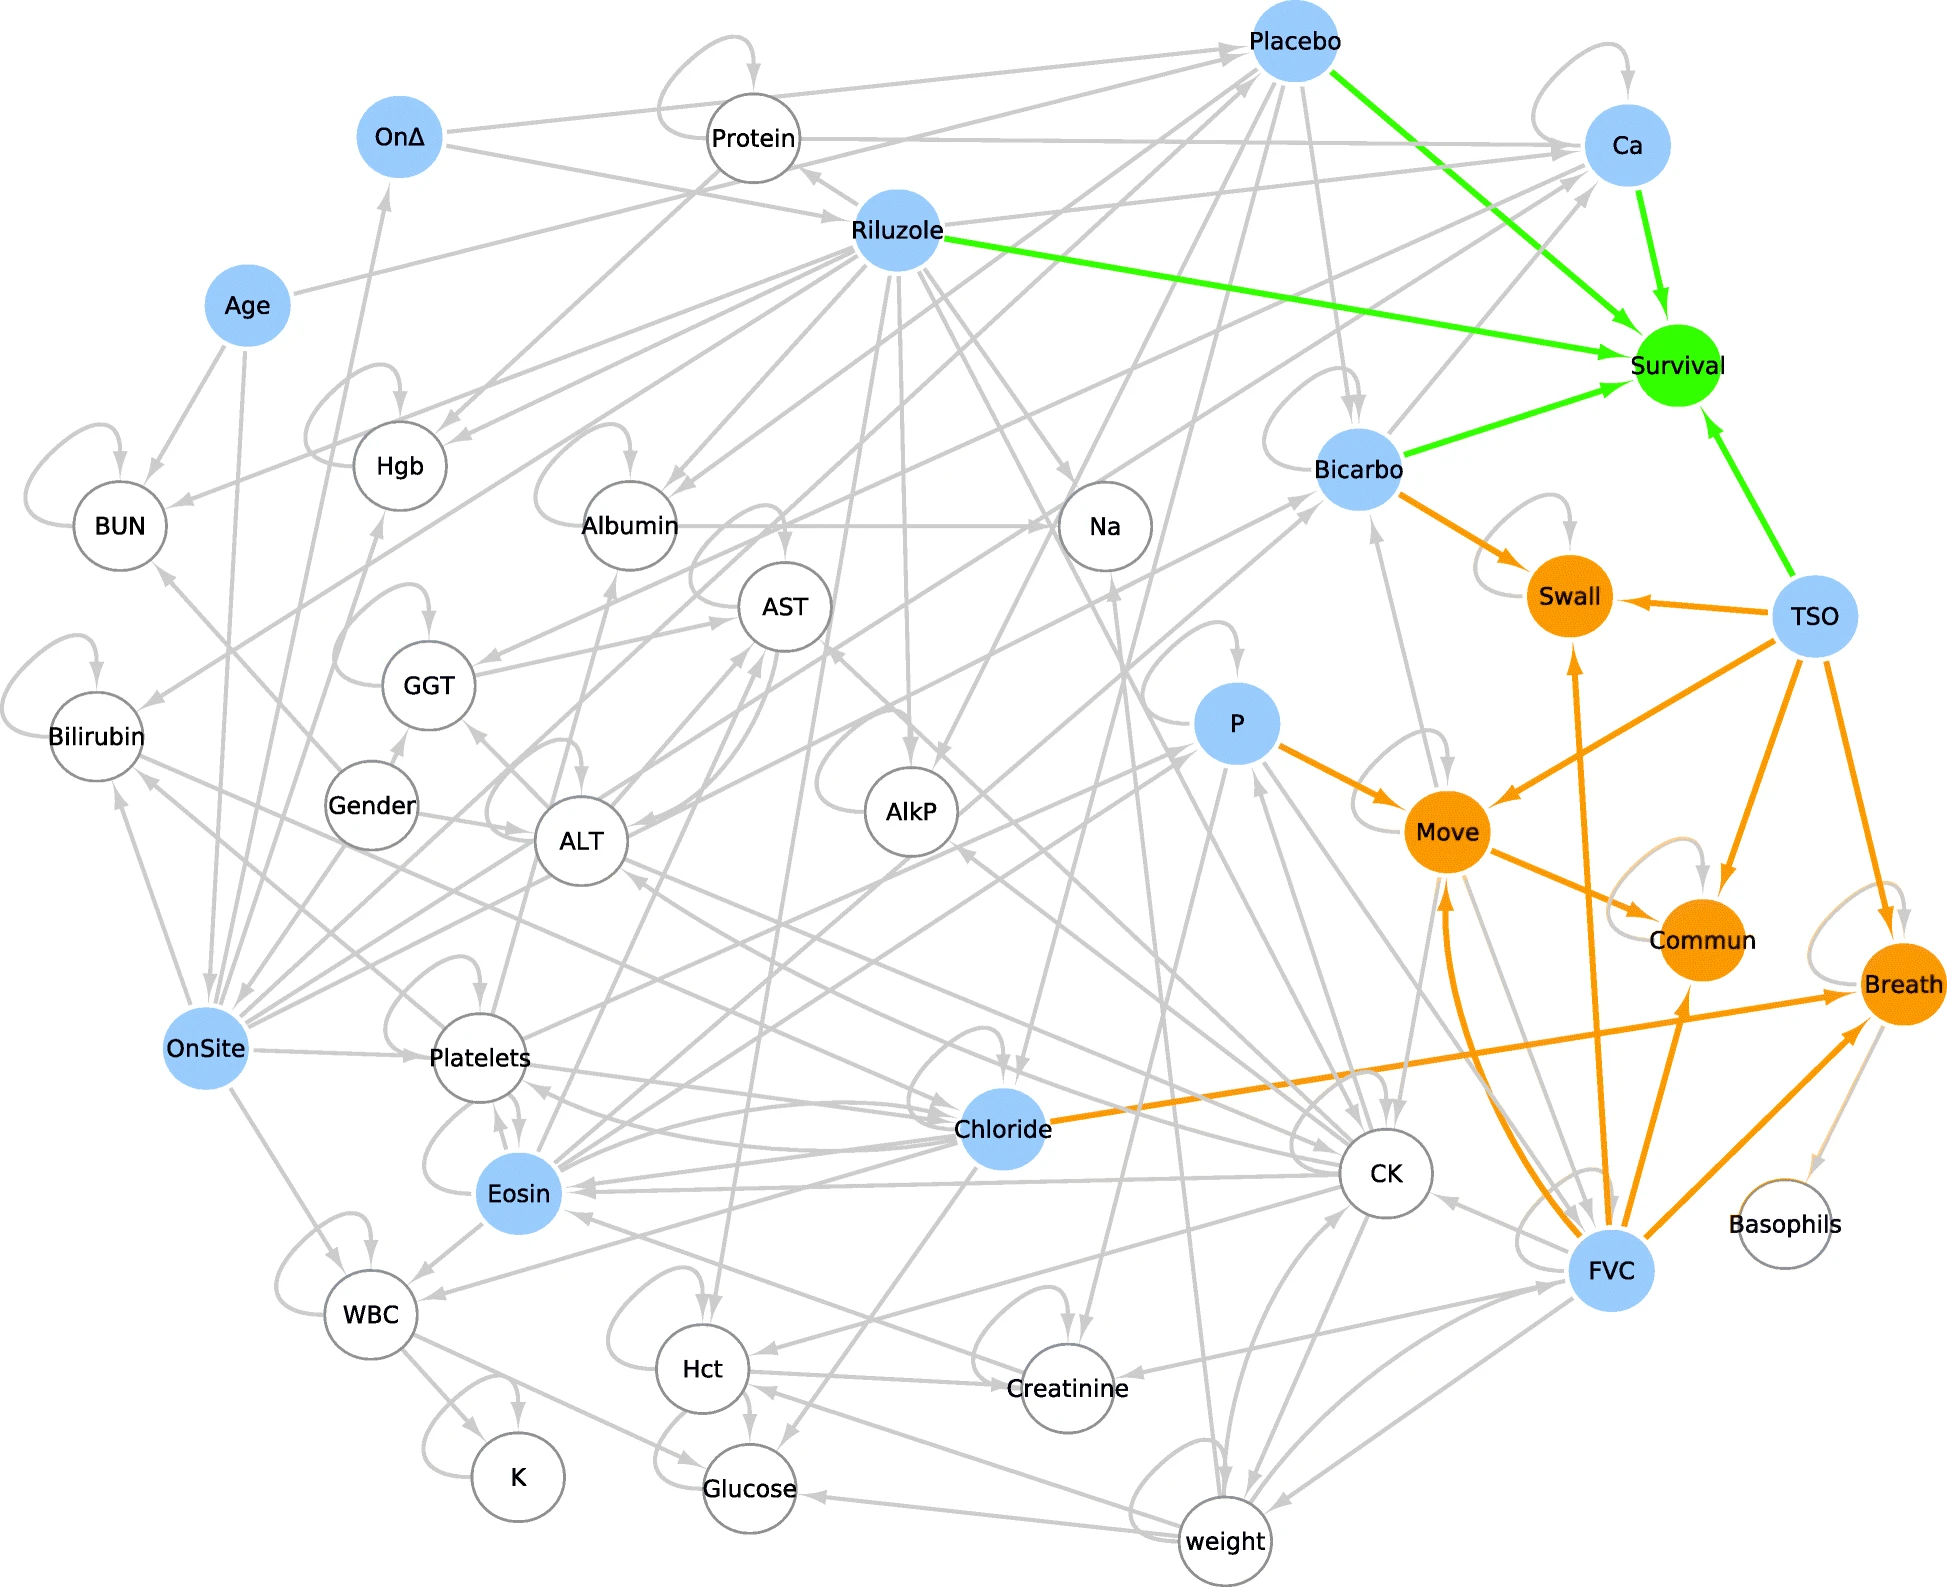 Placebo
OnΔ
Protein
Ca
Riluzole
Age
Survival
Hgb
Bicarbo
BUN
Albumin
Na
Swall
AST
TSO
GGT
P
Bilirubin
Gender
AlkP
Move
ALT
Commun
Breath
OnSite
Platelets
Chloride
CK
Eosin
Basophils
FVC
WBC
Hct
Creatinine
K
Glucose
weight